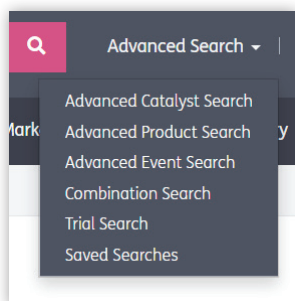 Advanced Search
Advanced Catalyst Search
Advanced Product Search
Advanced Event Search
Combination Search
Trial Search
Saved Searches